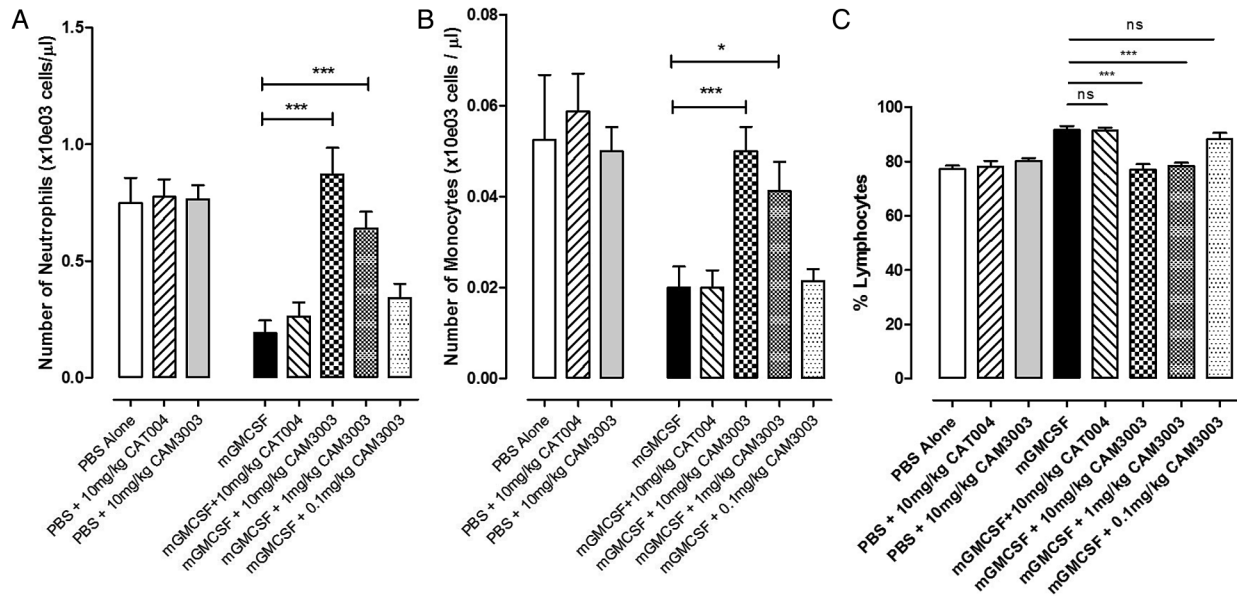 A
Number of Neutrophils (x10e03 cells/µl)
1.5
1.0
0.5
0.0
***
***
PBS Alone
PBS + 10mg/kg CAT004
PBS + 10mg/kg CAM3003
mGMCSF
mGMCSF+10mg/kg CAT004
mGMCSF + 10mg/kg CAM3003
mGMCSF + 1mg/kg CAM3003
mGMCSF + 0.1mg/kg CAM3003
B
Number of Monocytes (x10e03 cells / µl)
0.08
0.06
0.04
0.02
0.00
*
***
PBS Alone
PBS + 10mg/kg CAT004
PBS + 10mg/kg CAM3003
mGMCSF
mGMCSF+10mg/kg CAT004
mGMCSF + 10mg/kg CAM3003
mGMCSF + 1mg/kg CAM3003
mGMCSF + 0.1mg/kg CAM3003
C
% Lymphocytes
100
80
60
40
20
0
ns
***
***
ns
PBS Alone
PBS + 10mg/kg CAT004
PBS + 10mg/kg CAM3003
mGMCSF
mGMCSF+10mg/kg CAT004
mGMCSF + 10mg/kg CAM3003
mGMCSF + 1mg/kg CAM3003
mGMCSF + 0.1mg/kg CAM3003